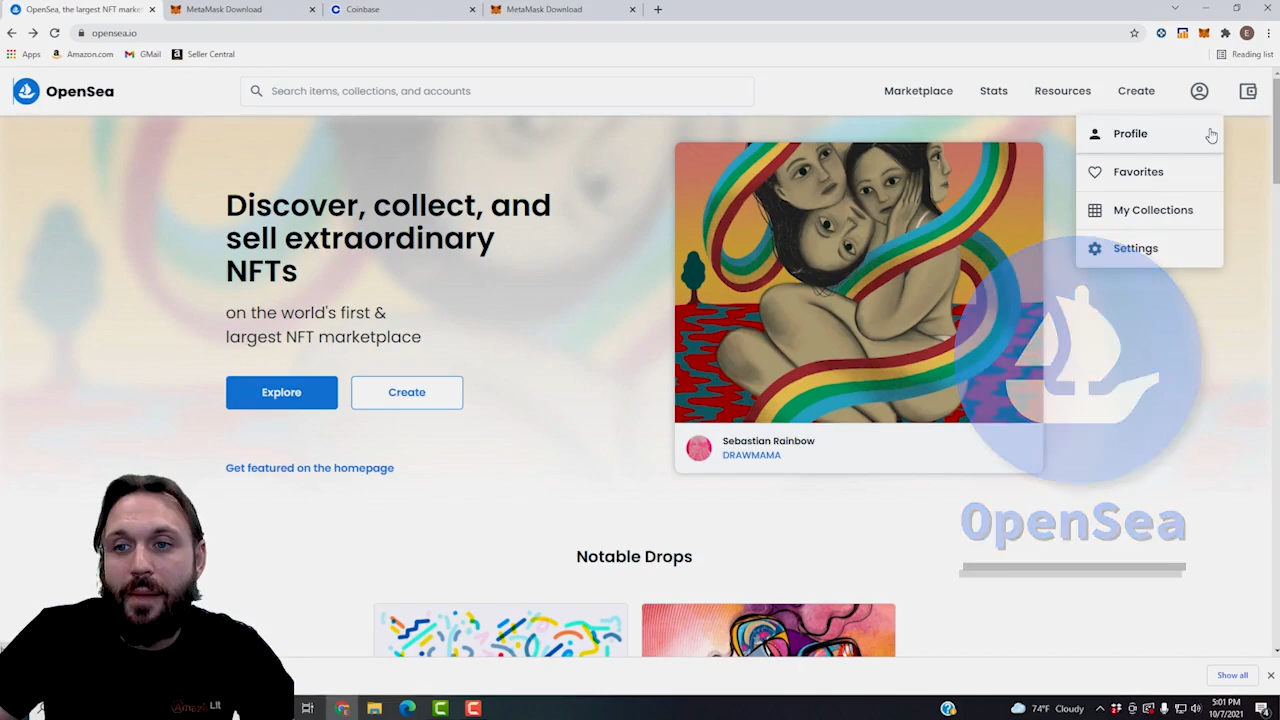 OpenSea, the largest NFT market
MetaMask Download
Coinbase
MetaMask Download
opensea.io
Apps
Amazon.com
GMail
Seller Central
Reading list
OpenSea
Search items, collections, and accounts
Marketplace
Stats
Resources
Create
Profile
Favorites
My Collections
Settings
Discover, collect, and
sell extraordinary
NFTs
on the world's first &
largest NFT marketplace
Explore
Create
Get featured on the homepage
Sebastian Rainbow
DRAWMAMA
OpenSea
Notable Drops
Show all
74°F Cloudy
5:01 PM
10/7/2021